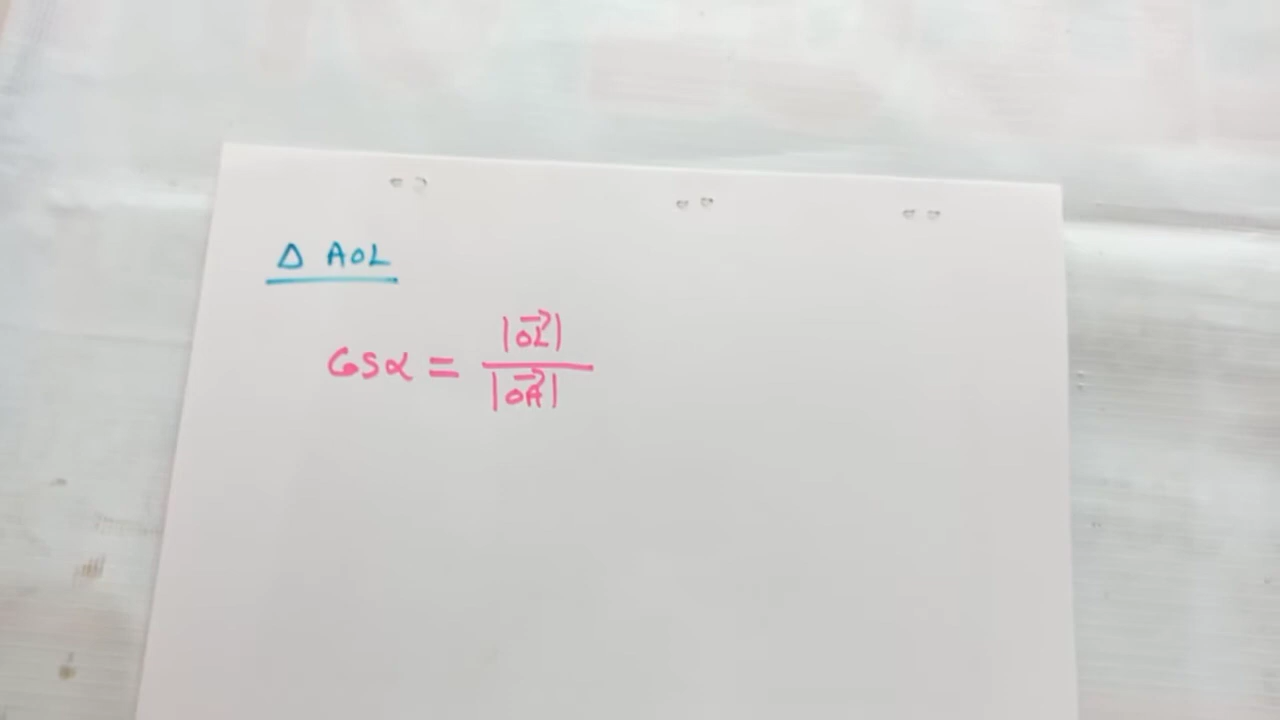 Δ AOL
Cosα = |OL⃗| / |OA⃗|